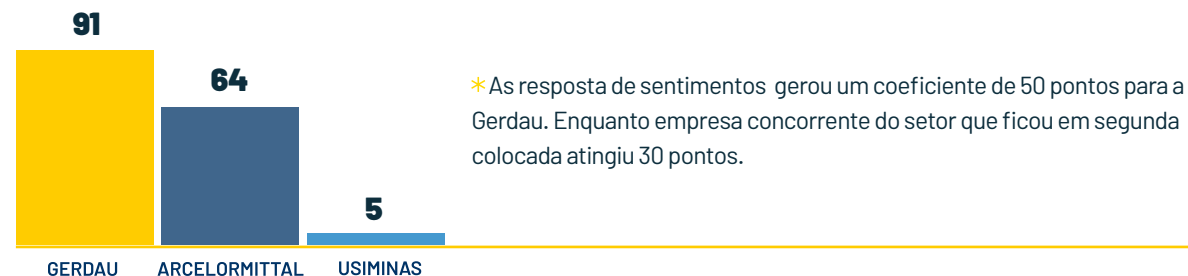 91
64
5
GERDAU
ARCELORMITTAL
USIMINAS
*As resposta de sentimentos gerou um coeficiente de 50 pontos para a
Gerdau. Enquanto empresa concorrente do setor que ficou em segunda
colocada atingiu 30 pontos.